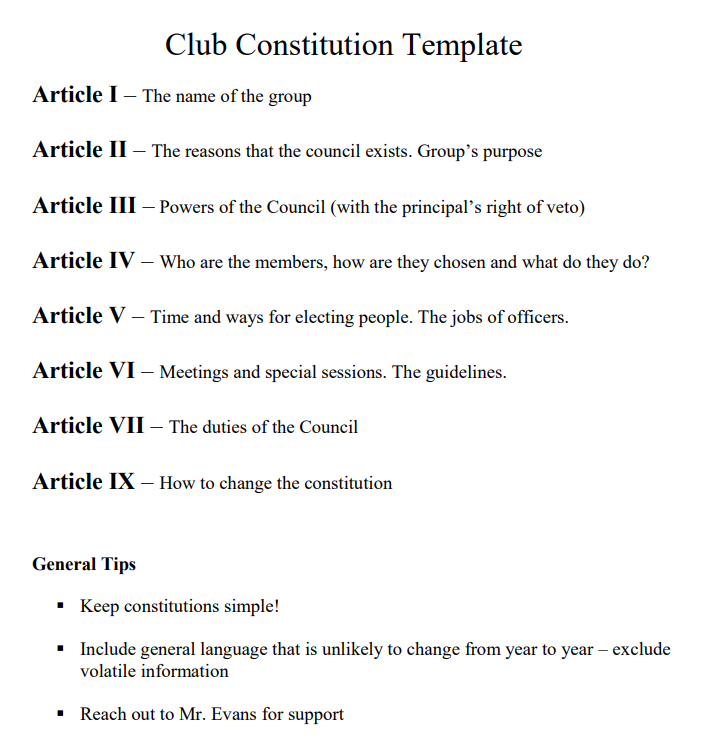 Club Constitution Template
Article I – The name of the group
Article II – The reasons that the council exists. Group’s purpose
Article III – Powers of the Council (with the principal’s right of veto)
Article IV – Who are the members, how are they chosen and what do they do?
Article V – Time and ways for electing people. The jobs of officers.
Article VI – Meetings and special sessions. The guidelines.
Article VII – The duties of the Council
Article IX – How to change the constitution
General Tips
▪ Keep constitutions simple!
▪ Include general language that is unlikely to change from year to year – exclude
volatile information
▪ Reach out to Mr. Evans for support